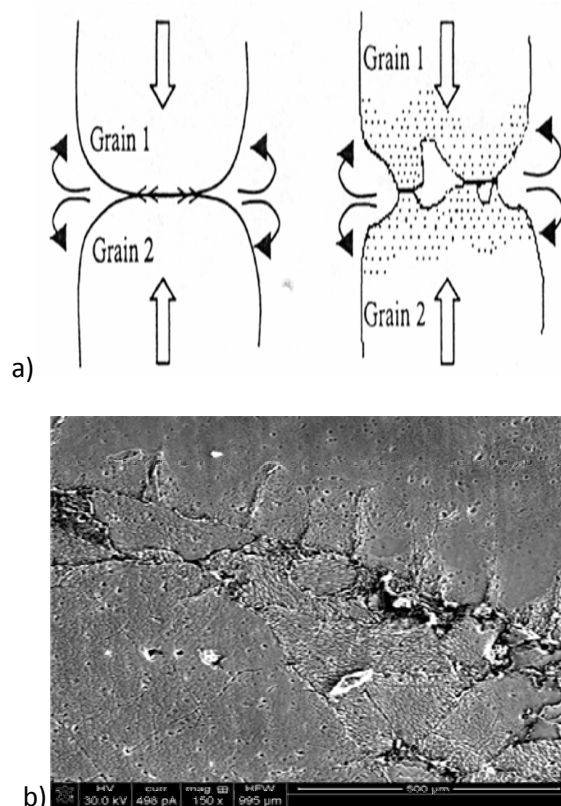 Grain 1
Grain 1
Grain 2
Grain 2
a)
HV curr mag HFW
30.0 kV 498 pA 150 x 995 µm 500 µm
b)